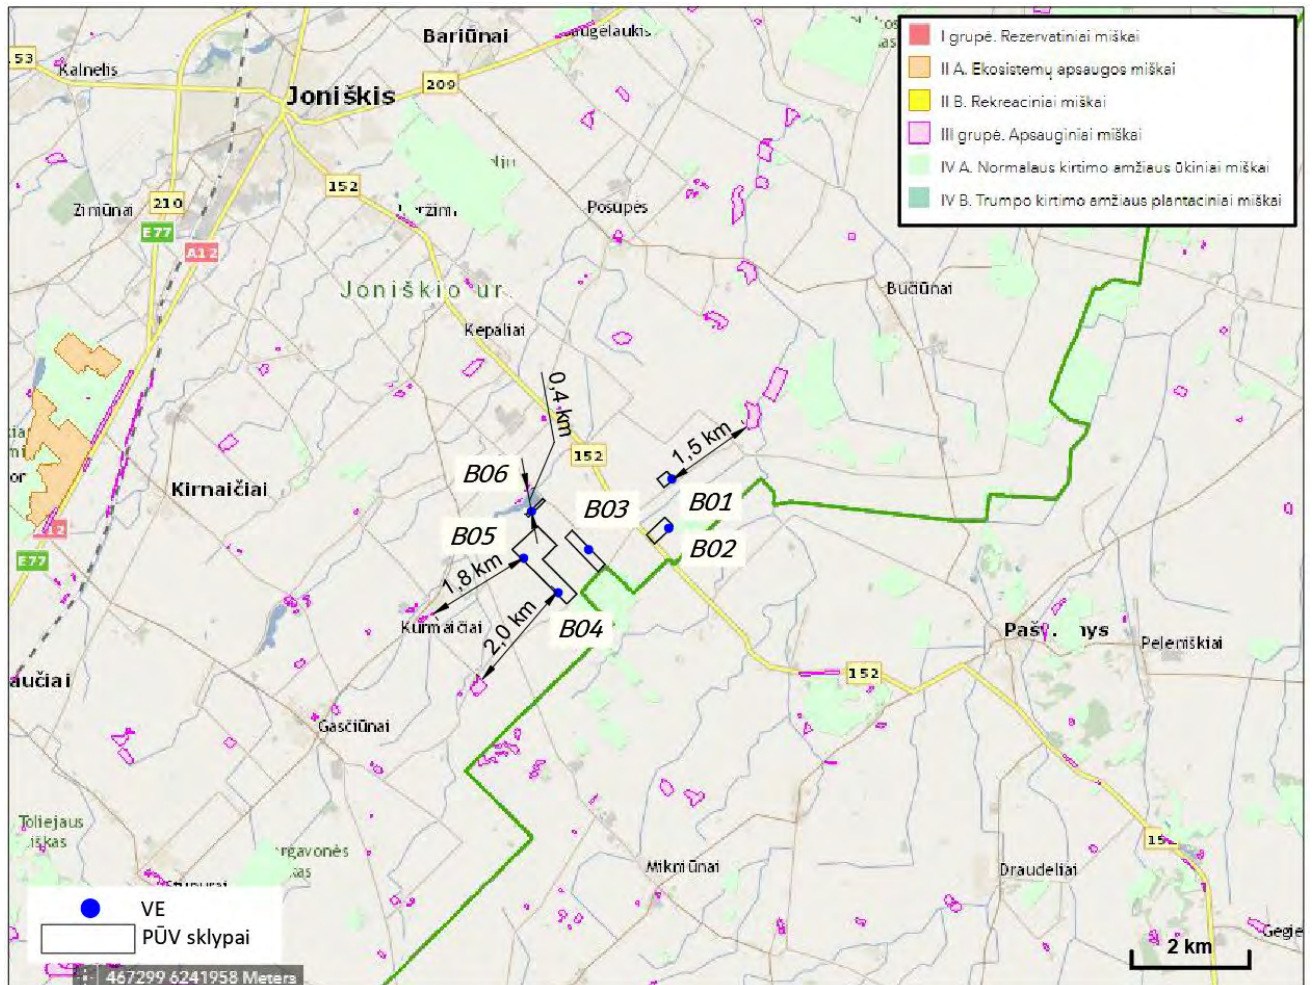 Bariūnai
I grupė. Rezervatiniai miškai
II A. Ekosistemų apsaugos miškai
II B. Rekreaciniai miškai
III grupė. Apsauginiai miškai
IV A. Normalaus kirtimo amžiaus ūkiniai miškai
IV B. Trumpo kirtimo amžiaus plantaciniai miškai
Kalnelis
209
Joniškis
152
210
E77
A12
Pošupės
Bučiūnai
Joniškio ur
Kepaliai
0,4 km
152
1,5 km
B06
B01
B03
Kirnaičiai
B05
B02
E77
1,8 km
2,0 km
B04
Kurmaičiai
Peleniškiai
152
Gasčiūnai
Toliejaus
Mikniūnai
Draudeliai
VE
PŪV sklypai
2 km
467299 6241958 Meters